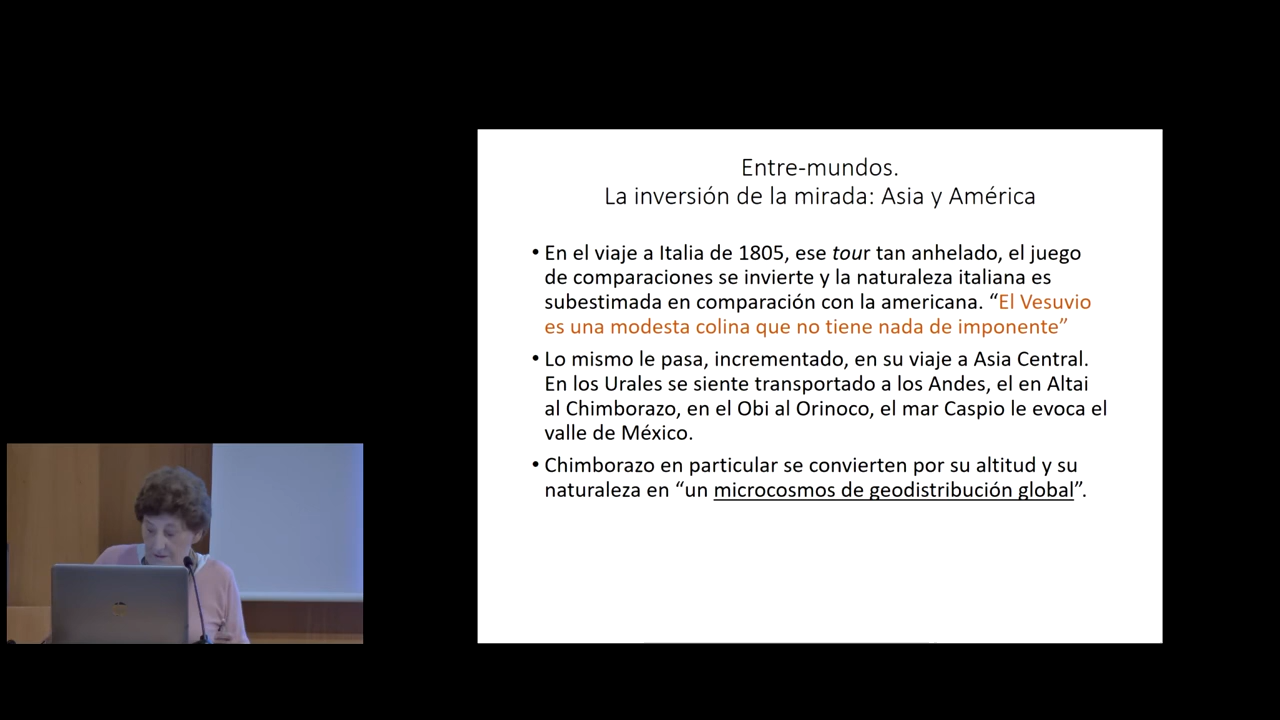 Entre-mundos.
La inversión de la mirada: Asia y América
• En el viaje a Italia de 1805, ese tour tan anhelado, el juego
de comparaciones se invierte y la naturaleza italiana es
subestimada en comparación con la americana. “El Vesuvio
es una modesta colina que no tiene nada de imponente”
• Lo mismo le pasa, incrementado, en su viaje a Asia Central.
En los Urales se siente transportado a los Andes, el en Altai
al Chimborazo, en el Obi al Orinoco, el mar Caspio le evoca el
valle de México.
• Chimborazo en particular se convierten por su altitud y su
naturaleza en “un microcosmos de geodistribución global”.